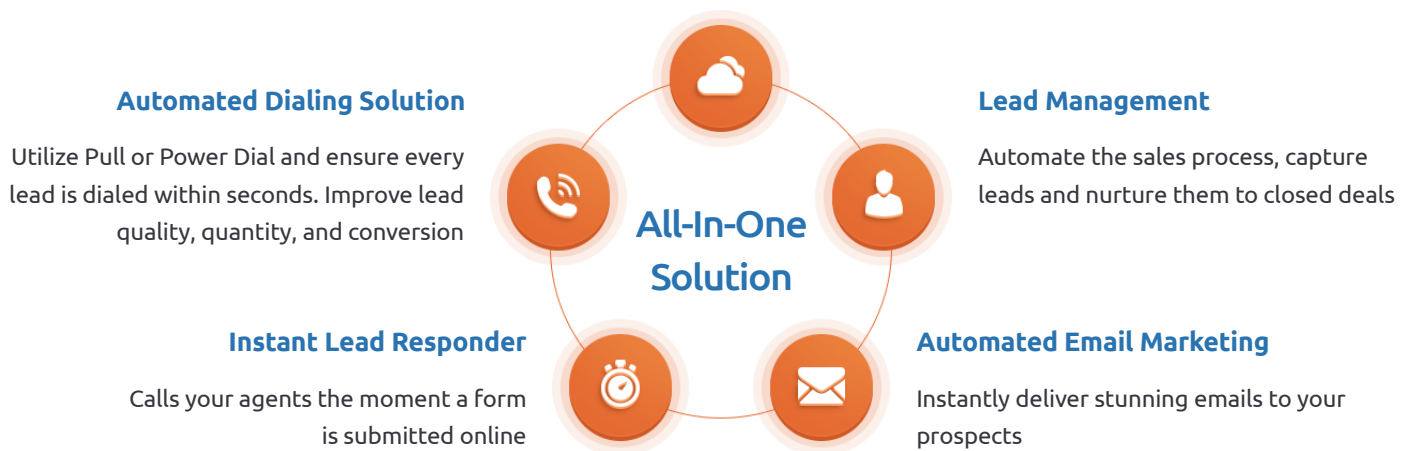 Automated Dialing Solution
Utilize Pull or Power Dial and ensure every
lead is dialed within seconds. Improve lead
quality, quantity, and conversion
Lead Management
Automate the sales process, capture
leads and nurture them to closed deals
All-In-One
Solution
Instant Lead Responder
Calls your agents the moment a form
is submitted online
Automated Email Marketing
Instantly deliver stunning emails to your
prospects